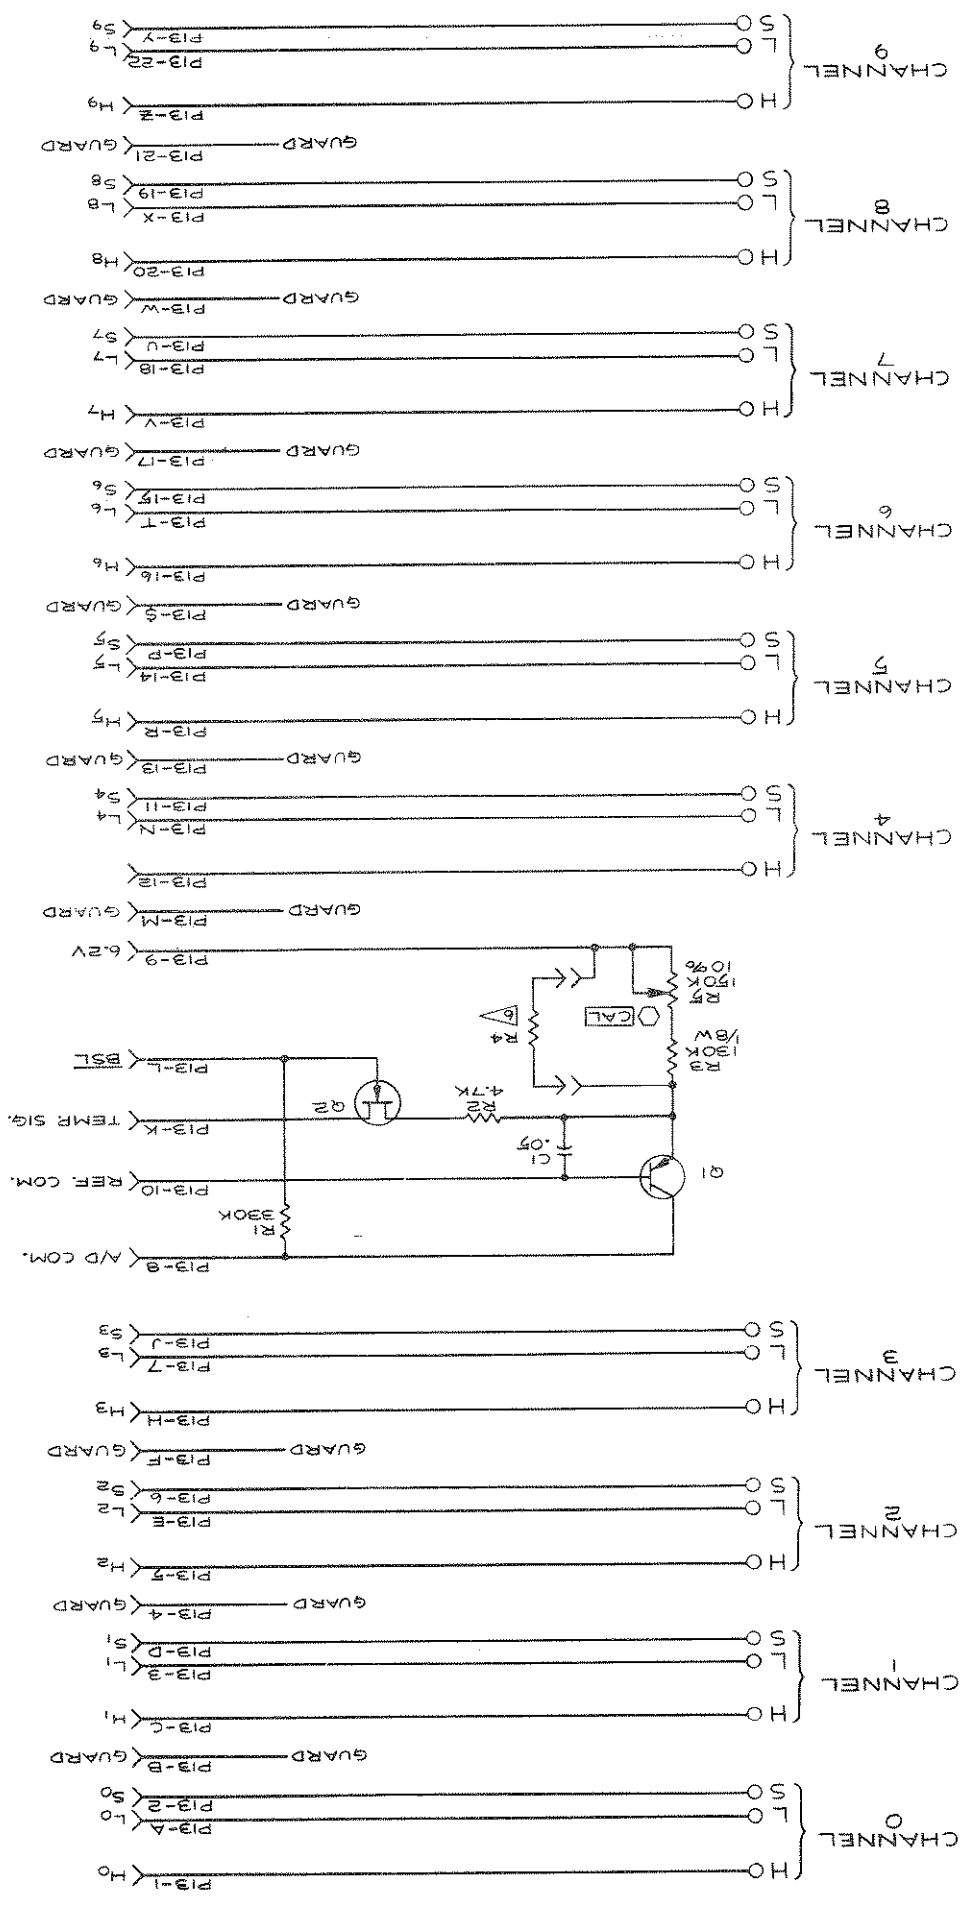 H P13-1 H0
CHANNEL 0
L P13-A L0
S P13-2 S0
GUARD P13-B GUARD
H P13-C H1
CHANNEL 1
L P13-3 L1
S P13-D S1
GUARD P13-4 GUARD
H P13-5 H2
CHANNEL 2
L P13-E L2
S P13-6 S2
GUARD P13-F GUARD
H P13-H H3
CHANNEL 3
L P13-7 L3
S P13-J S3
P13-8 A/D COM.
R1
330K
P13-10 REF. COM.
Q1
C1
.05
P13-K TEMP. SIG.
R2
4.7K
Q2
P13-L BSL
R3
130K
1/8W
R4
6
CAL
R5
150K
10%
P13-9 6.2V
GUARD P13-M GUARD
H P13-12
CHANNEL 4
L P13-N L4
S P13-11 S4
GUARD P13-13 GUARD
H P13-R H5
CHANNEL 5
L P13-14 L5
S P13-P S5
GUARD P13-S GUARD
H P13-16 H6
CHANNEL 6
L P13-T L6
S P13-15 S6
GUARD P13-17 GUARD
H P13-V H7
CHANNEL 7
L P13-18 L7
S P13-U S7
GUARD P13-W GUARD
H P13-20 H8
CHANNEL 8
L P13-X L8
S P13-19 S8
GUARD P13-21 GUARD
H P13-Z H9
CHANNEL 9
L P13-22 L9
S P13-Y S9